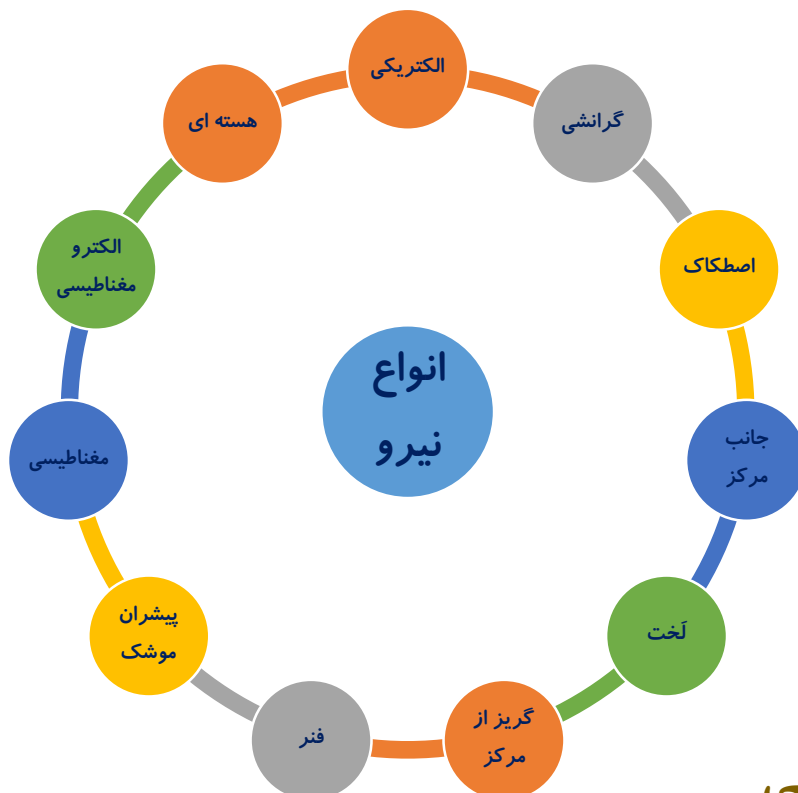 الکتریکی
گرانشی
اصطکاک
جانب
مرکز
لَخت
گریز از
مرکز
فنر
پیشران
موشک
مغناطیسی
الکترو
مغناطیسی
هسته ای
انواع
نیرو